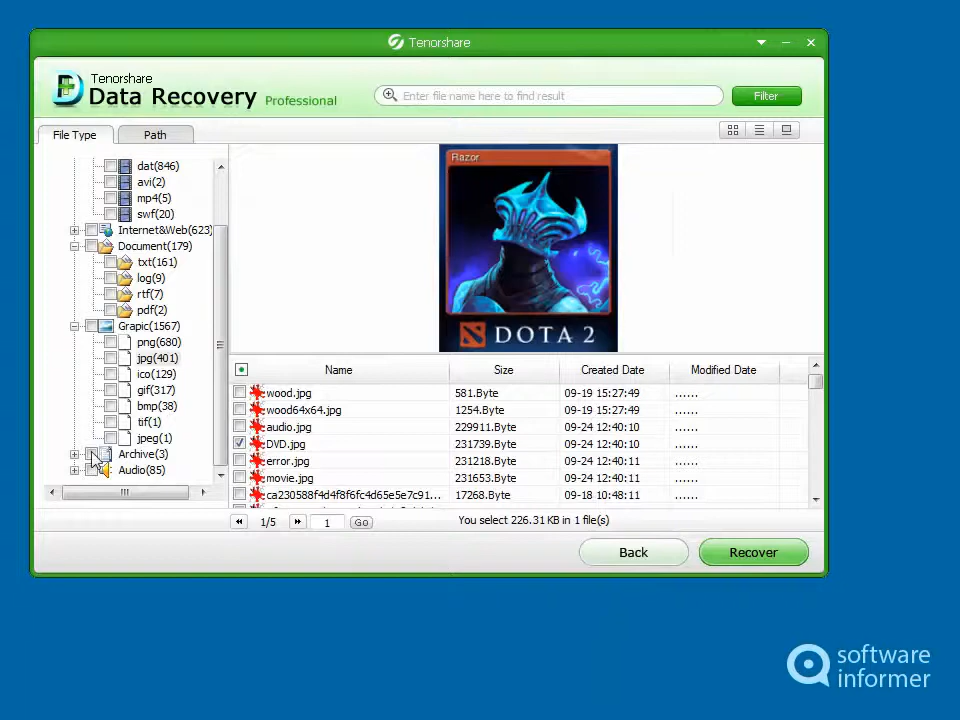 Tenorshare
Tenorshare
Data Recovery Professional
Enter file name here to find result
Filter
File Type
Path
dat(846)
avi(2)
mp4(5)
swf(20)
Internet&Web(623)
Document(179)
txt(161)
log(9)
rtf(7)
pdf(2)
Grapic(1567)
png(680)
jpg(401)
ico(129)
gif(317)
bmp(38)
tif(1)
jpeg(1)
Archive(3)
Audio(85)
Razor
DOTA 2
Name Size Created Date Modified Date
wood.jpg 581.Byte 09-19 15:27:49 ......
wood64x64.jpg 1254.Byte 09-19 15:27:49 ......
audio.jpg 229911.Byte 09-24 12:40:10 ......
DVD.jpg 231739.Byte 09-24 12:40:10 ......
error.jpg 231218.Byte 09-24 12:40:11 ......
movie.jpg 231653.Byte 09-24 12:40:11 ......
ca230588f4d4f8f6fc4d65e5e7c91... 17268.Byte 09-18 10:48:11 ......
1/5
1
Go
You select 226.31 KB in 1 file(s)
Back
Recover
software
informer